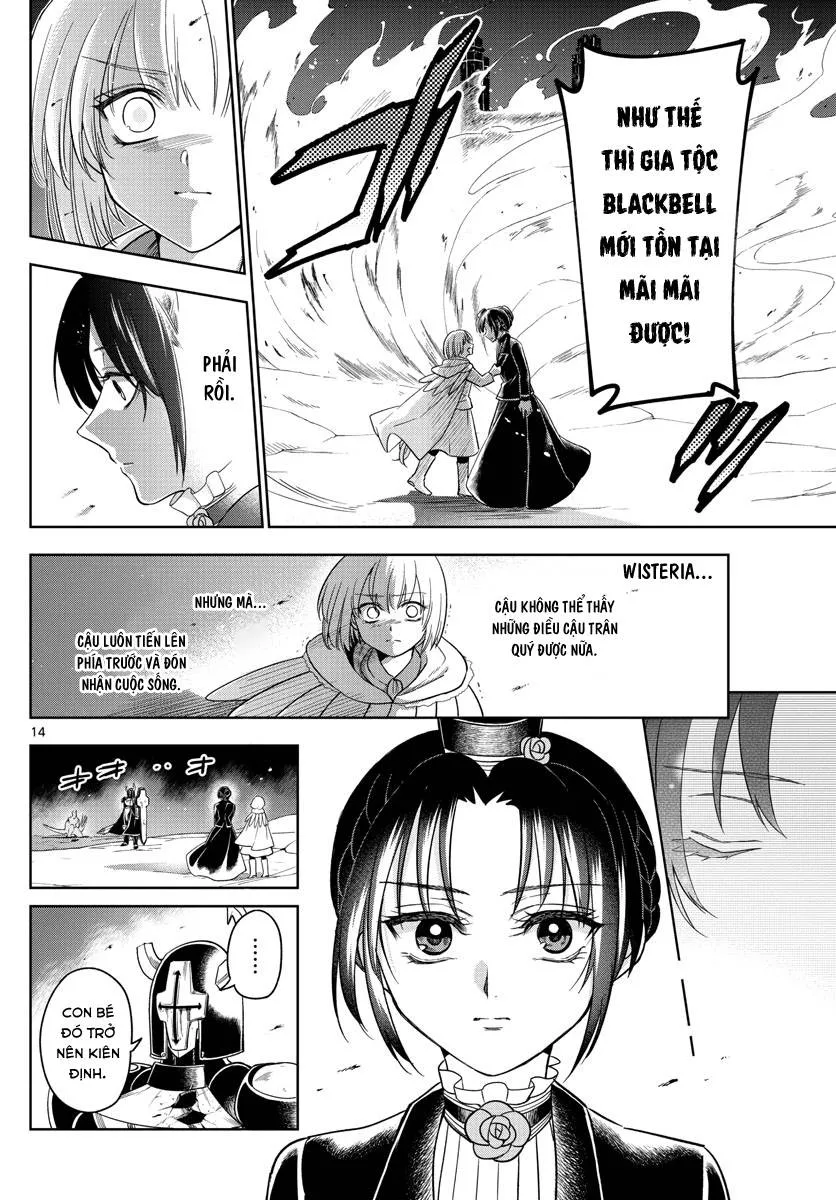 NHƯ THẾ
THÌ GIA TỘC
BLACKBELL
MỚI TỒN TẠI
MÃI MÃI
ĐƯỢC!
PHẢI
RỒI.
WISTERIA...
CẬU KHÔNG THỂ THẤY
NHỮNG ĐIỀU CẬU TRÂN
QUÝ ĐƯỢC NỮA.
NHƯNG MÀ...
CẬU LUÔN TIẾN LÊN
PHÍA TRƯỚC VÀ ĐÓN
NHẬN CUỘC SỐNG.
14
オオ・・オ
......
CON BÉ
ĐÓ TRỞ
NÊN KIÊN
ĐỊNH.